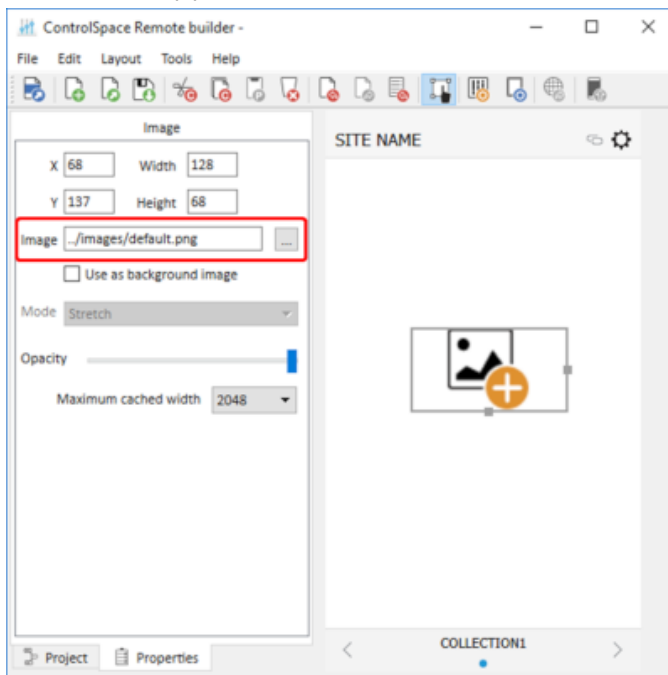 ControlSpace Remote builder -
File Edit Layout Tools Help
Image
X 68 Width 128
Y 137 Height 68
Image ../images/default.png ...
Use as background image
Mode Stretch
Opacity
Maximum cached width 2048
Project Properties
SITE NAME
COLLECTION1